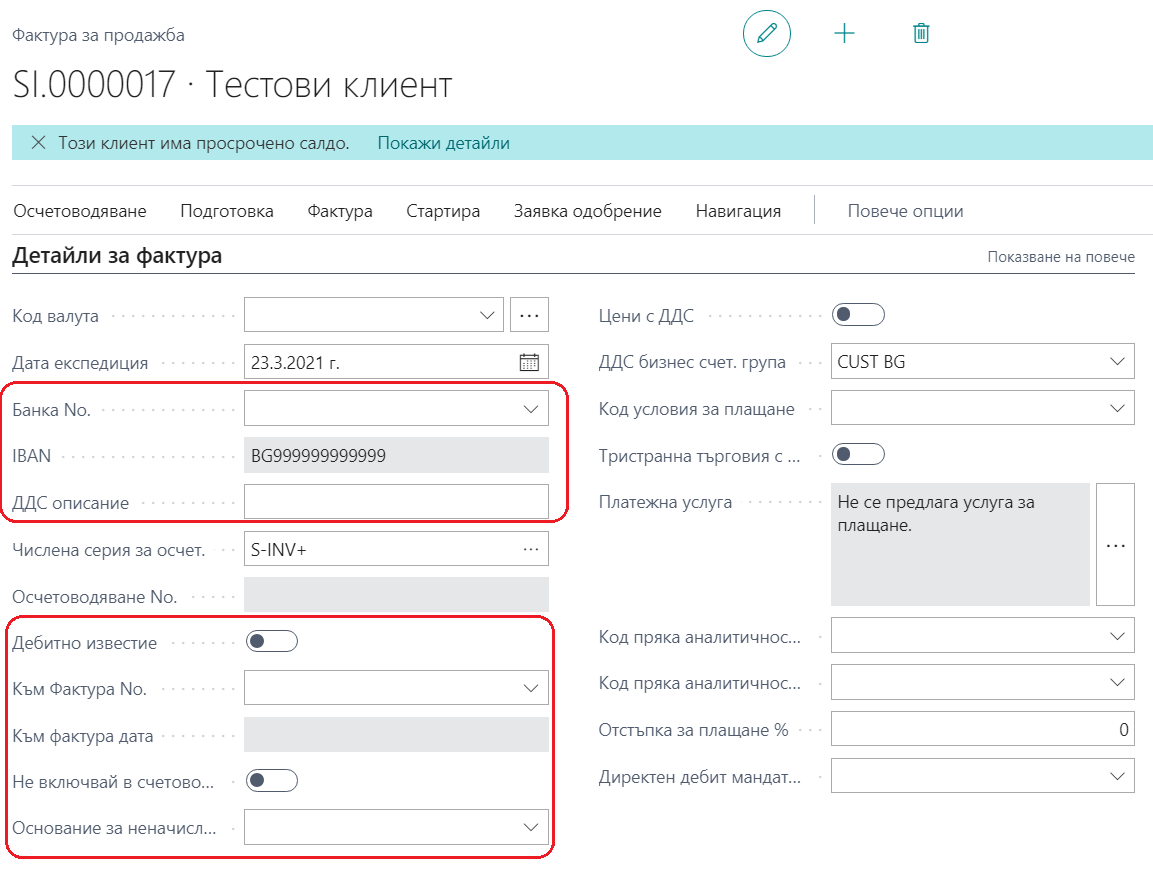 Фактура за продажба
SI.0000017 · Тестови клиент
Този клиент има просрочено салдо. Покажи детайли
Осчетоводяване Подготовка Фактура Стартира Заявка одобрение Навигация Повече опции
Детайли за фактура Показване на повече
Код валута
Дата експедиция 23.3.2021 г.
Банка No.
IBAN BG999999999999
ДДС описание
Числена серия за осчет. S-INV+
Осчетоводяване No.
Дебитно известие
Към Фактура No.
Към фактура дата
Не включвай в счетово...
Основание за неначисл...
Цени с ДДС
ДДС бизнес счет. група CUST BG
Код условия за плащане
Тристранна търговия с ...
Платежна услуга Не се предлага услуга за
плащане.
Код пряка аналитичнос...
Код пряка аналитичнос...
Отстъпка за плащане % 0
Директен дебит мандат...